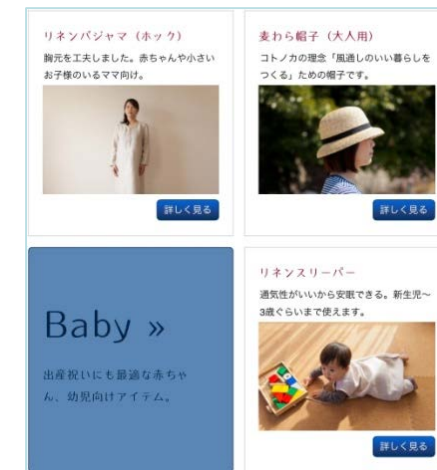 リネンパジャマ（ホック）
胸元を工夫しました。赤ちゃんや小さい
お子様のいるママ向け。
詳しく見る
麦わら帽子（大人用）
コトノカの理念「風通しのいい暮らしを
つくる」ための帽子です。
詳しく見る
Baby »
出産祝いにも最適な赤ちゃ
ん、幼児向けアイテム。
リネンスリーパー
通気性がいいから安眠できる。新生児〜
3歳ぐらいまで使えます。
詳しく見る